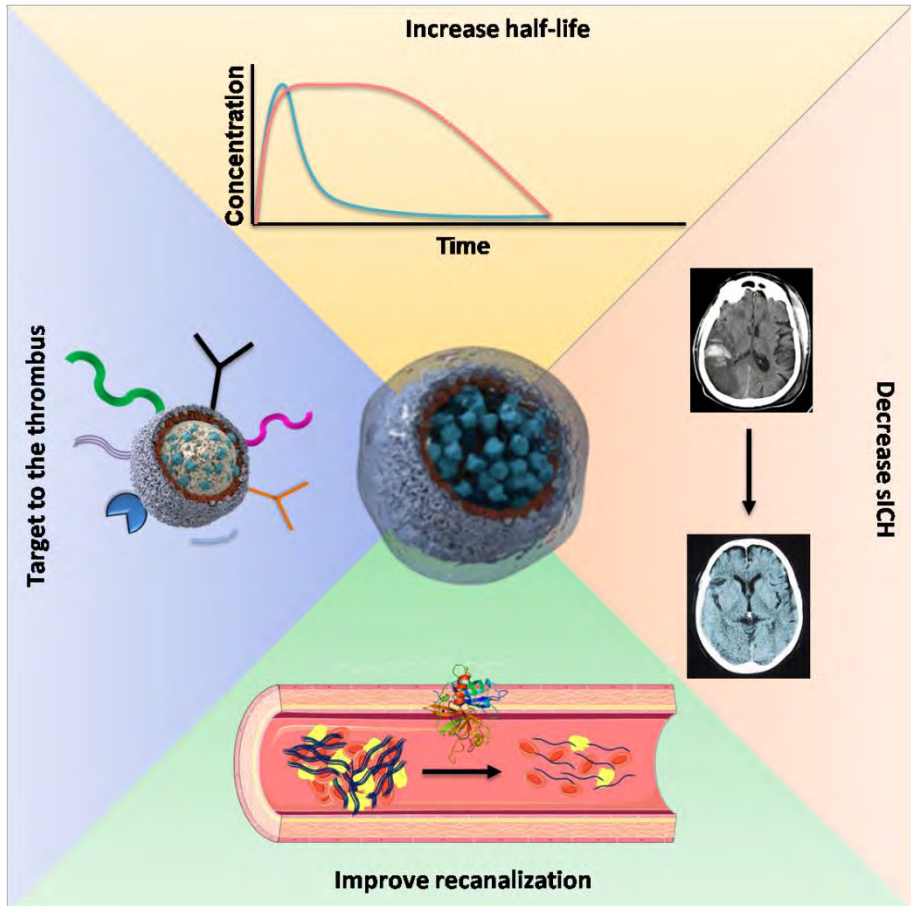 Increase half-life
Concentration
Time
Target to the thrombus
Decrease sICH
Improve recanalization